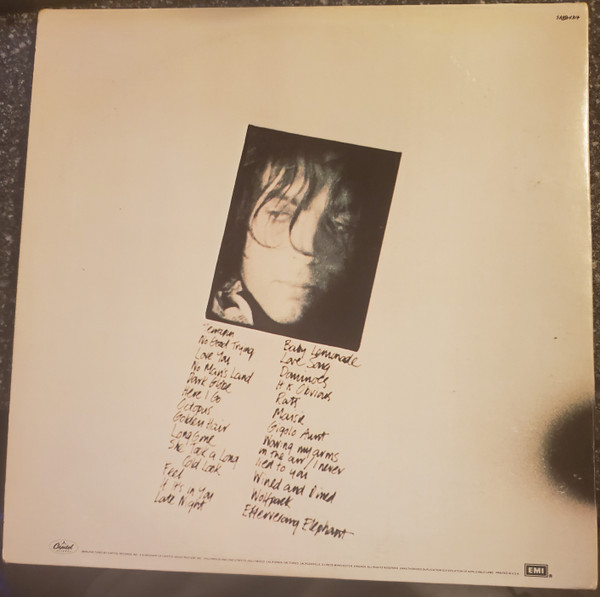 Terrapin
No Good Trying
Love You
No Man's Land
Dark Globe
Here I Go
Octopus
Golden Hair
Long Gone
She Took a Long
Cold Look
Feel
If It's in You
Late Night
Baby Lemonade
Love Song
Dominoes
It is Obvious
Rats
Maisie
Gigolo Aunt
Waving my arms
in the air / I never
lied to you
Wined and Dined
Wolfpack
Effervescing Elephant
Capitol
EMI